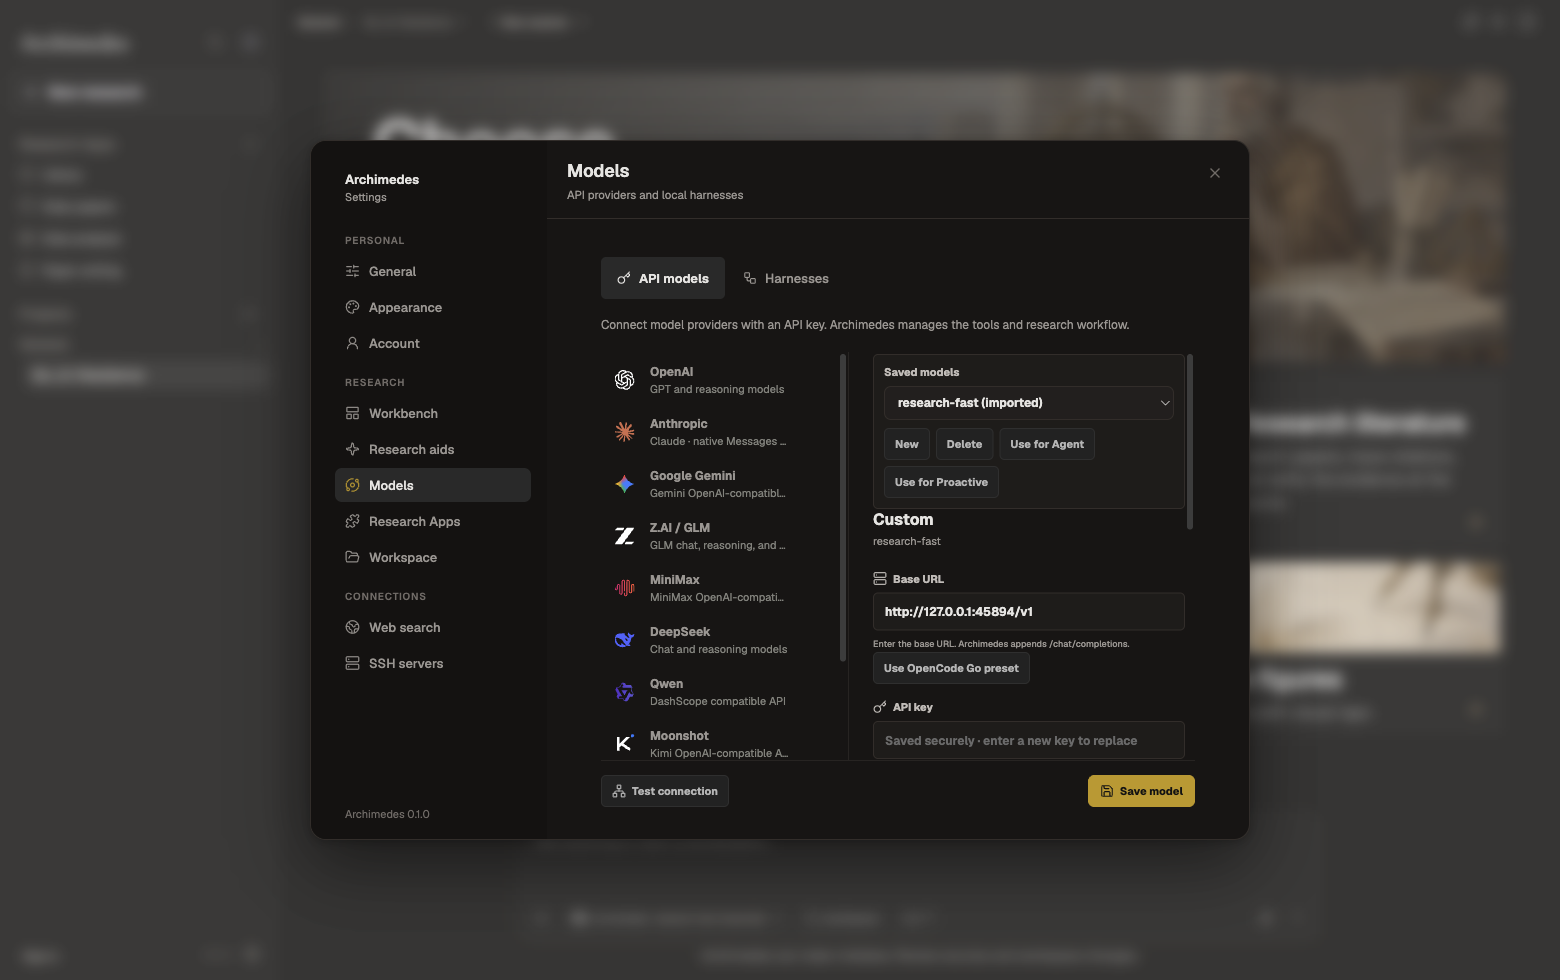 Archimedes
Settings
PERSONAL
General
Appearance
Account
RESEARCH
Workbench
Research aids
Models
Research Apps
Workspace
CONNECTIONS
Web search
SSH servers
Archimedes 0.1.0
Models
API providers and local harnesses
API models
Harnesses
Connect model providers with an API key. Archimedes manages the tools and research workflow.
OpenAI
GPT and reasoning models
Anthropic
Claude · native Messages ...
Google Gemini
Gemini OpenAI-compatibl...
Z.AI / GLM
GLM chat, reasoning, and ...
MiniMax
MiniMax OpenAI-compati...
DeepSeek
Chat and reasoning models
Qwen
DashScope compatible API
Moonshot
Kimi OpenAI-compatible A...
Saved models
research-fast (imported)
New Delete Use for Agent
Use for Proactive
Custom
research-fast
Base URL
http://127.0.0.1:45894/v1
Enter the base URL. Archimedes appends /chat/completions.
Use OpenCode Go preset
API key
Saved securely · enter a new key to replace
Test connection
Save model